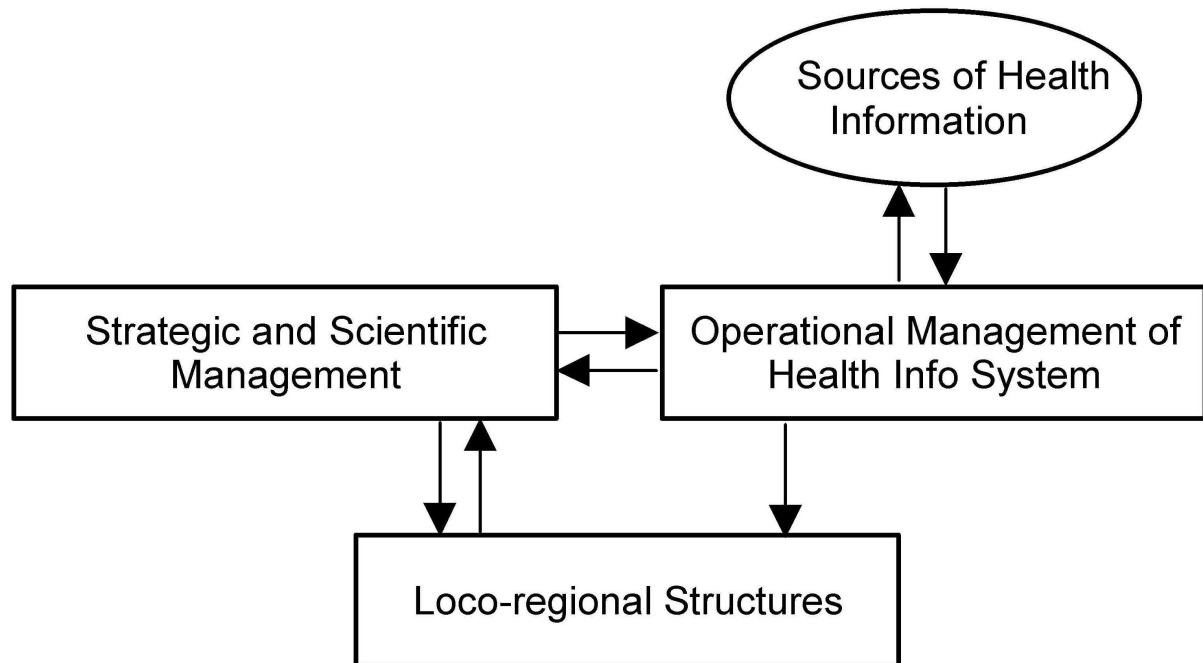 Sources of Health
Information
Strategic and Scientific
Management
Operational Management of
Health Info System
Loco-regional Structures